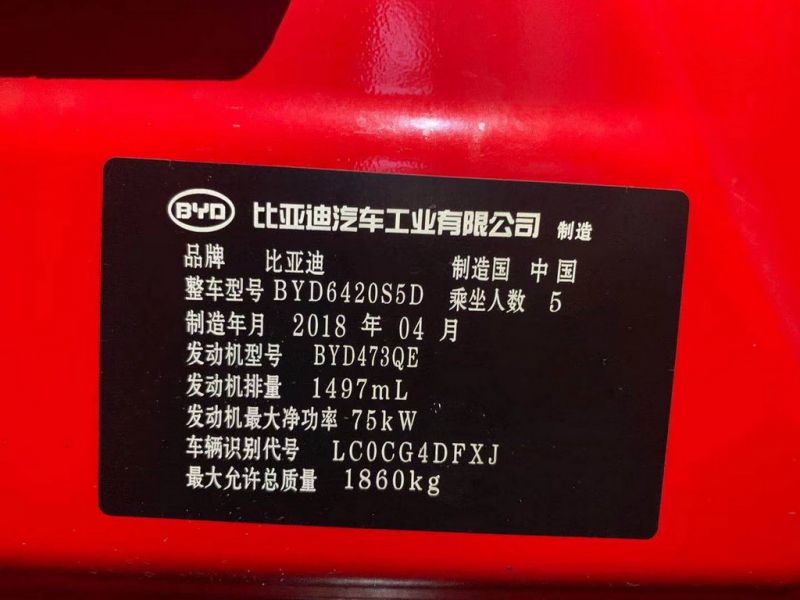 BYD 比亚迪汽车工业有限公司 制造
品牌 比亚迪 制造国 中国
整车型号 BYD6420S5D 乘坐人数 5
制造年月 2018 年 04 月
发动机型号 BYD473QE
发动机排量 1497mL
发动机最大净功率 75kW
车辆识别代号 LC0CG4DFXJ
最大允许总质量 1860kg